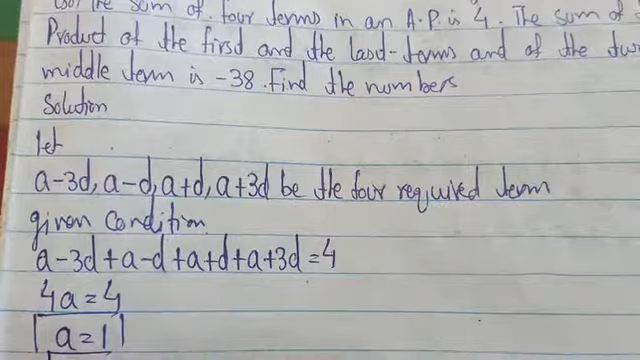 the sum of four terms in an A.P. is 4. The sum of
Product of the first and the last-terms and of the two
middle term is -38. Find the numbers
Solution
let
a-3d, a-d, a+d, a+3d be the four required term
given condition
a-3d+a-d+a+d+a+3d=4
4a=4
a=1